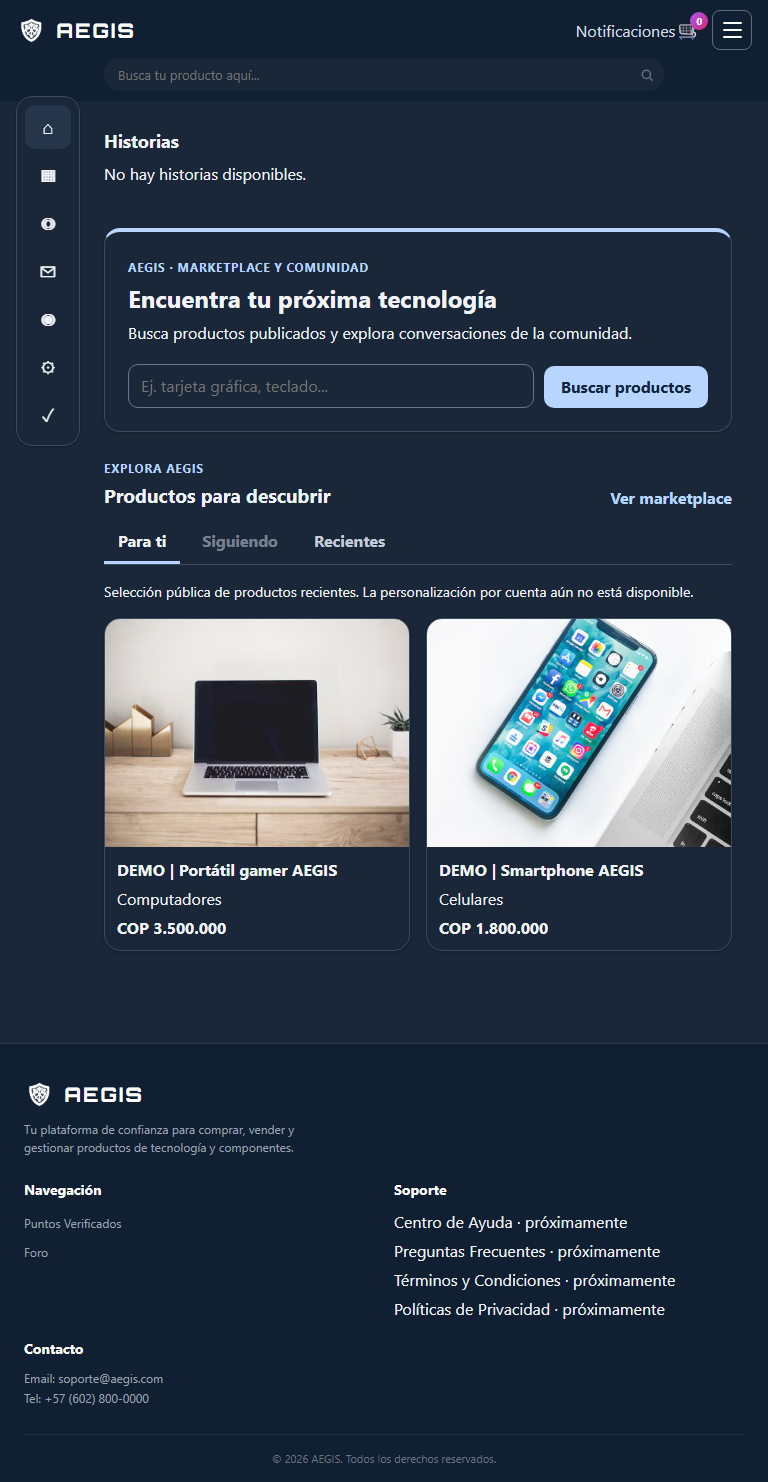 AEGIS
Notificaciones
0
Busca tu producto aquí...
Historias
No hay historias disponibles.
AEGIS · MARKETPLACE Y COMUNIDAD
Encuentra tu próxima tecnología
Busca productos publicados y explora conversaciones de la comunidad.
Ej. tarjeta gráfica, teclado...
Buscar productos
EXPLORA AEGIS
Productos para descubrir
Ver marketplace
Para ti
Siguiendo
Recientes
Selección pública de productos recientes. La personalización por cuenta aún no está disponible.
DEMO | Portátil gamer AEGIS
Computadores
COP 3.500.000
DEMO | Smartphone AEGIS
Celulares
COP 1.800.000
AEGIS
Tu plataforma de confianza para comprar, vender y
gestionar productos de tecnología y componentes.
Navegación
Puntos Verificados
Foro
Soporte
Centro de Ayuda · próximamente
Preguntas Frecuentes · próximamente
Términos y Condiciones · próximamente
Políticas de Privacidad · próximamente
Contacto
Email: soporte@aegis.com
Tel: +57 (602) 800-0000
© 2026 AEGIS. Todos los derechos reservados.